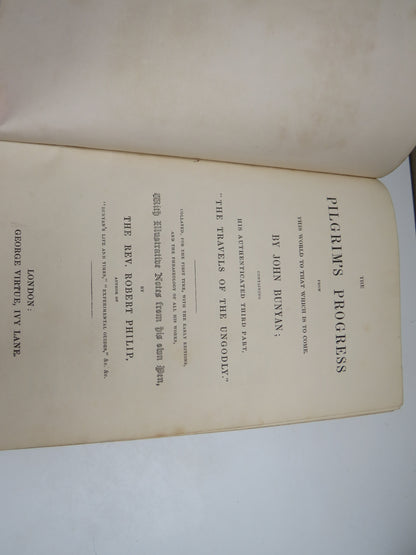 THE
PILGRIM'S PROGRESS
FROM
THIS WORLD TO THAT WHICH IS TO COME.
BY JOHN BUNYAN;
CONTAINING
HIS AUTHENTICATED THIRD PART,
"THE TRAVELS OF THE UNGODLY."
COLLATED, FOR THE FIRST TIME, WITH THE EARLY EDITIONS,
AND THE PHRASEOLOGY OF ALL HIS WORKS,
With Illustrative Notes from his own Pen,
BY
THE REV. ROBERT PHILIP,
AUTHOR OF
"BUNYAN'S LIFE AND TIMES," "EXPERIMENTAL GUIDES," &c. &c.
LONDON:
GEORGE VIRTUE, IVY LANE.